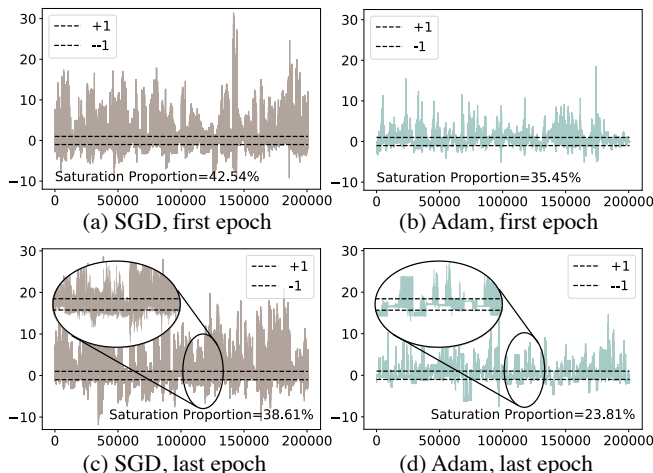 30
20
10
0
−10
+1
--1
Saturation Proportion=42.54%
0 50000 100000 150000 200000
(a) SGD, first epoch
30
20
10
0
−10
+1
--1
Saturation Proportion=35.45%
0 50000 100000 150000 200000
(b) Adam, first epoch
30
20
10
0
−10
+1
-1
Saturation Proportion=38.61%
0 50000 100000 150000 200000
(c) SGD, last epoch
30
20
10
0
−10
+1
--1
Saturation Proportion=23.81%
0 50000 100000 150000 200000
(d) Adam, last epoch